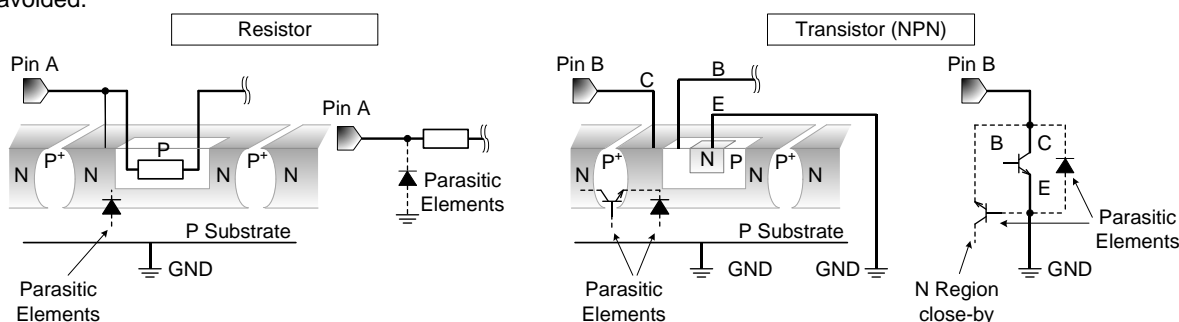 avoided.
Resistor
Transistor (NPN)
Pin A
Pin A
P
N
P+
N
N
P+
N
Parasitic
Elements
P Substrate
GND
Parasitic
Elements
Pin B
C
B
E
N
P+
N
N
P
N
P+
N
P Substrate
GND
GND
Parasitic
Elements
Pin B
B
C
E
Parasitic
Elements
GND
N Region
close-by